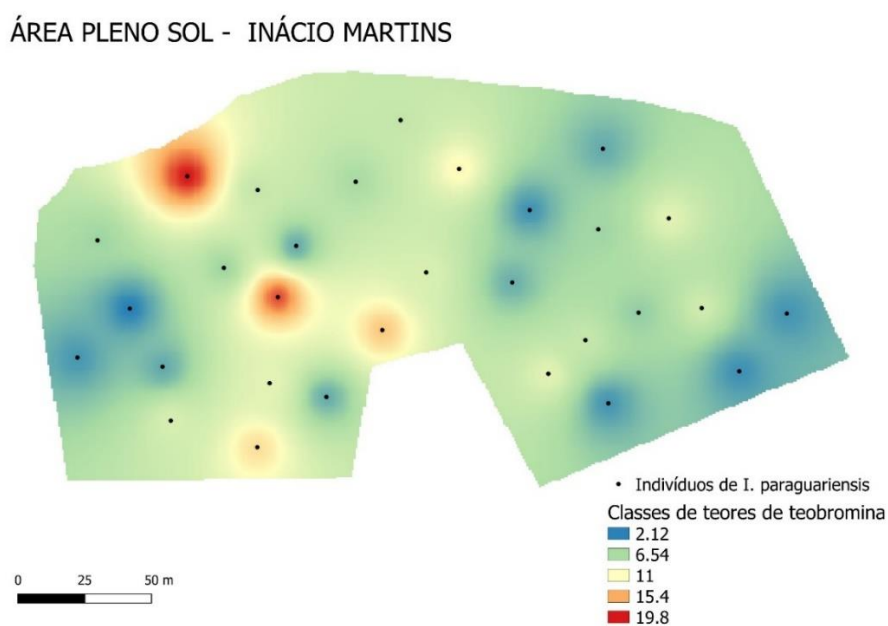 ÁREA PLENO SOL - INÁCIO MARTINS
Indivíduos de I. paraguariensis
Classes de teores de teobromina
2.12
6.54
11
15.4
19.8
0 25 50 m